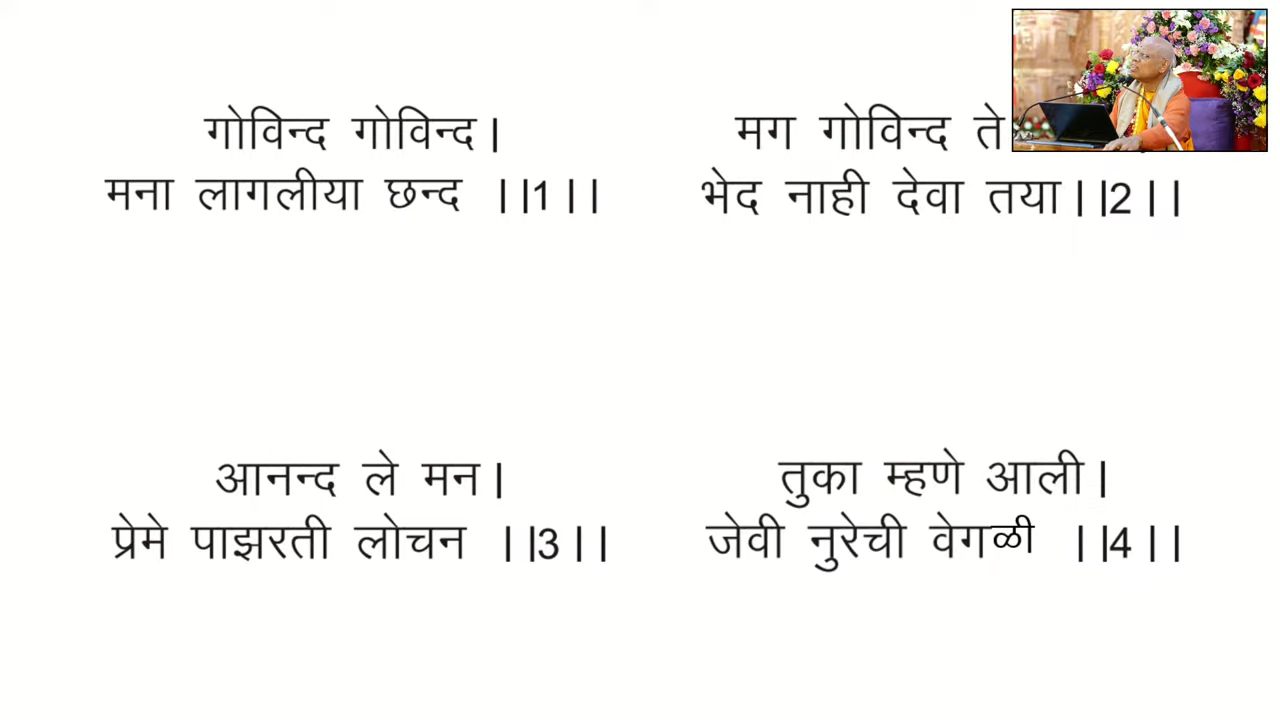 गोविन्द गोविन्द।
मना लागलीया छन्द ||1||
मग गोविन्द ते
भेद नाही देवा तया||2||
आनन्द ले मन।
प्रेमे पाझरती लोचन ||3||
तुका म्हणे आली।
जेवी नुरेची वेगळी ||4||